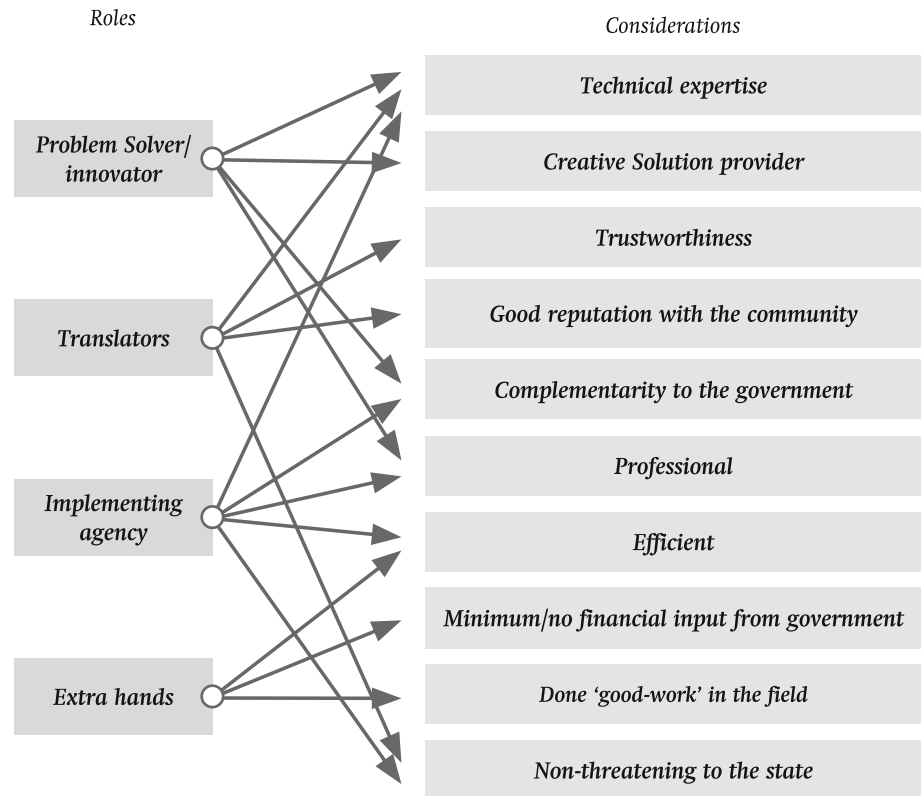 Roles
Considerations
Problem Solver/
innovator
Translators
Implementing
agency
Extra hands
Technical expertise
Creative Solution provider
Trustworthiness
Good reputation with the community
Complementarity to the government
Professional
Efficient
Minimum/no financial input from government
Done ‘good-work’ in the field
Non-threatening to the state